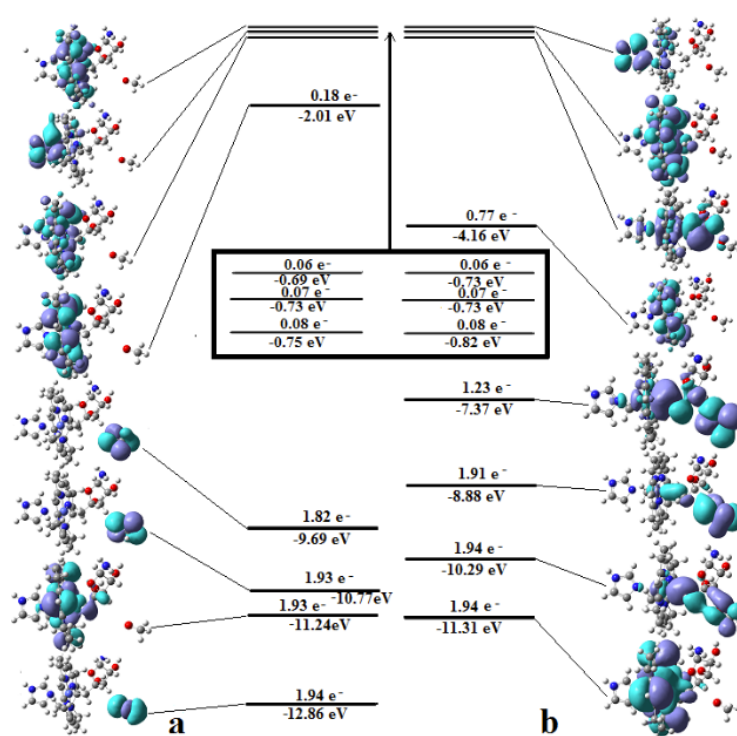 0.18 e-
-2.01 eV
0.77 e-
-4.16 eV
0.06 e-
-0.69 eV
0.07 e-
-0.73 eV
0.08 e-
-0.75 eV
0.06 e-
-0.73 eV
0.07 e-
-0.73 eV
0.08 e-
-0.82 eV
1.23 e-
-7.37 eV
1.91 e-
-8.88 eV
1.82 e-
-9.69 eV
1.94 e-
-10.29 eV
1.93 e-
-10.77eV
1.93 e-
-11.24eV
1.94 e-
-11.31 eV
1.94 e-
-12.86 eV
a
b